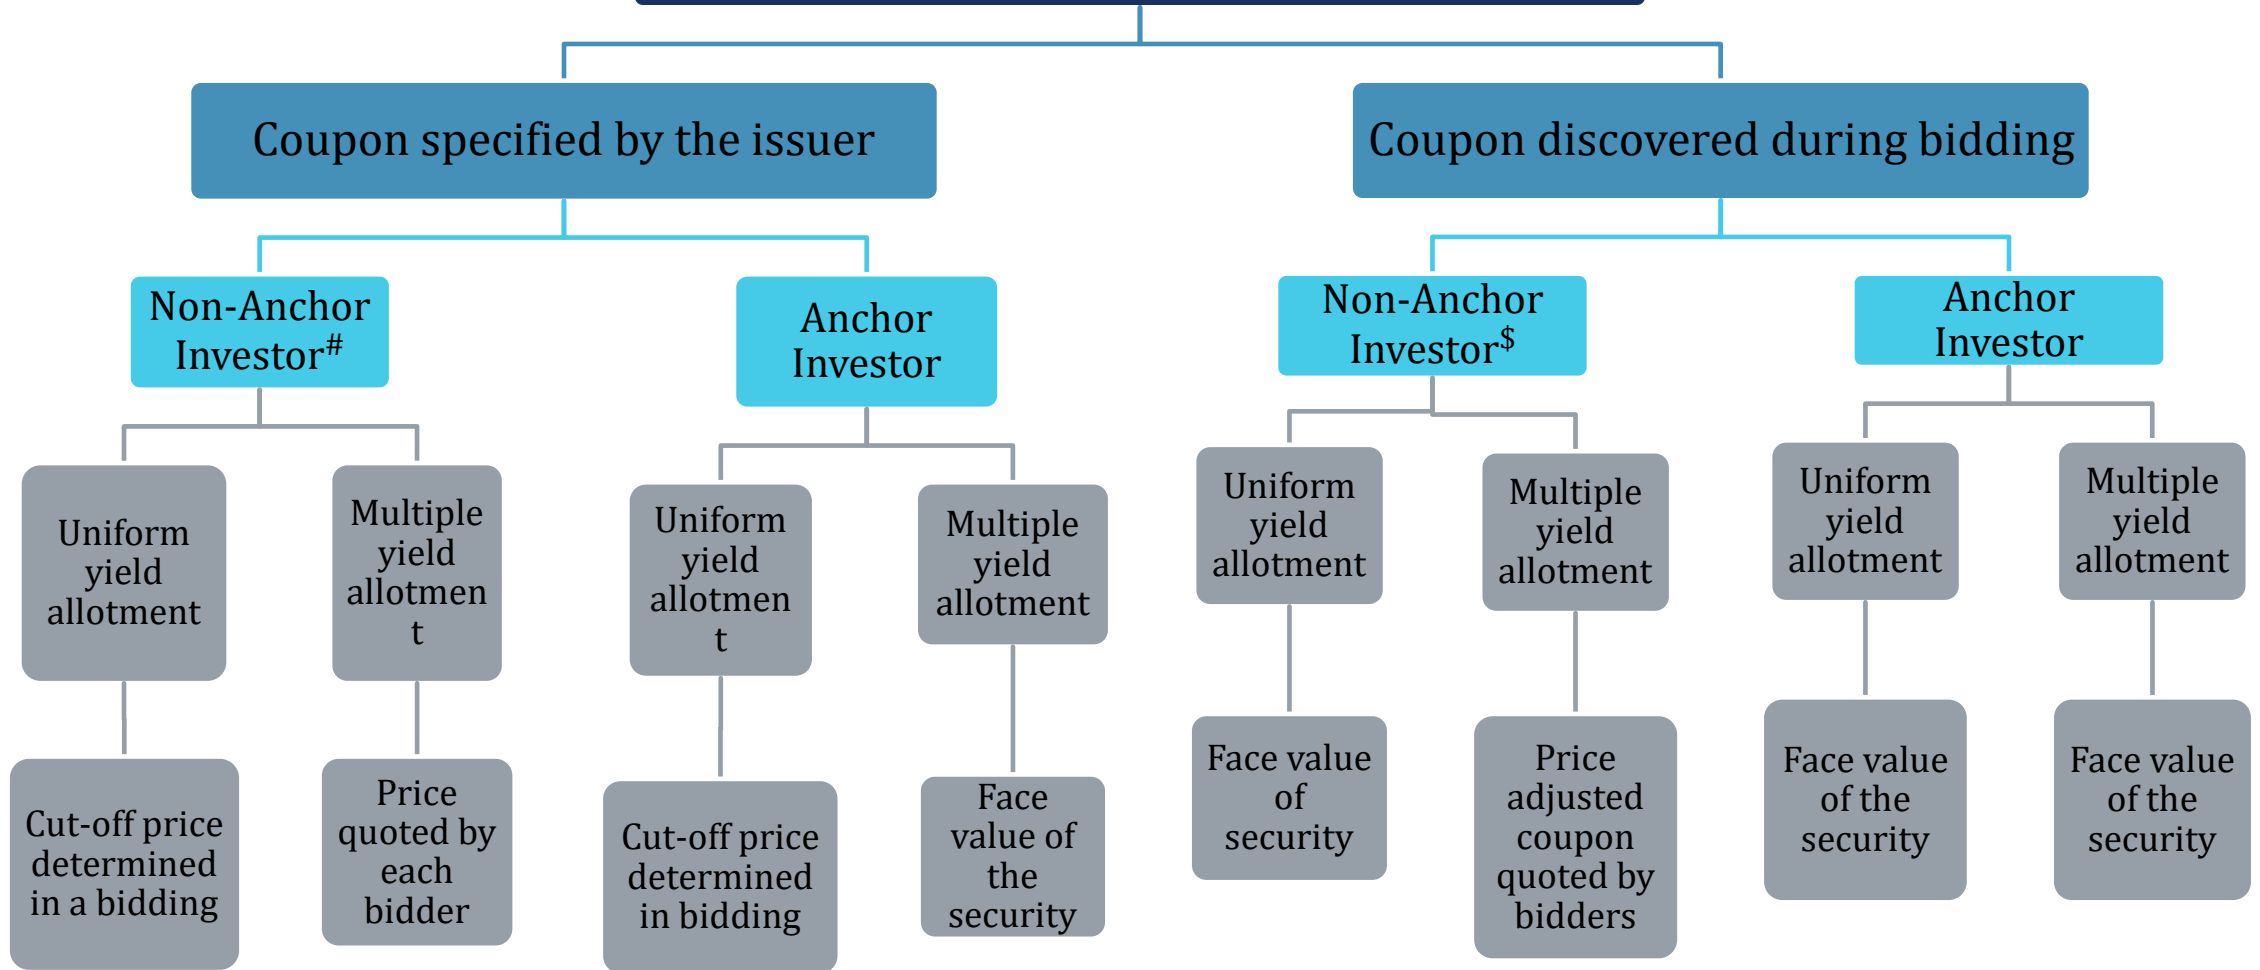 Coupon specified by the issuer
Coupon discovered during bidding
Non-Anchor
Investor#
Anchor
Investor
Non-Anchor
Investor$
Anchor
Investor
Uniform
yield
allotment
Multiple
yield
allotmen
t
Uniform
yield
allotmen
t
Multiple
yield
allotment
Uniform
yield
allotment
Multiple
yield
allotment
Uniform
yield
allotment
Multiple
yield
allotment
Cut-off price
determined
in a bidding
Price
quoted by
each
bidder
Cut-off price
determined
in bidding
Face
value of
the
security
Face value
of
security
Price
adjusted
coupon
quoted by
bidders
Face value
of the
security
Face value
of the
security